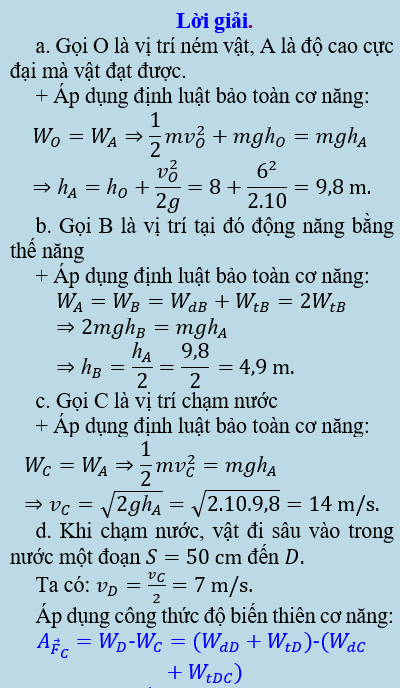 Lời giải.
a. Gọi O là vị trí ném vật, A là độ cao cực
đại mà vật đạt được.
+ Áp dụng định luật bảo toàn cơ năng:
$W_O = W_A \Rightarrow \frac{1}{2}mv_O^2 + mgh_O = mgh_A$
$\Rightarrow h_A = h_O + \frac{v_O^2}{2g} = 8 + \frac{6^2}{2.10} = 9,8$ m.
b. Gọi B là vị trí tại đó động năng bằng
thế năng
+ Áp dụng định luật bảo toàn cơ năng:
$W_A = W_B = W_{dB} + W_{tB} = 2W_{tB}$
$\Rightarrow 2mgh_B = mgh_A$
$\Rightarrow h_B = \frac{h_A}{2} = \frac{9,8}{2} = 4,9$ m.
c. Gọi C là vị trí chạm nước
+ Áp dụng định luật bảo toàn cơ năng:
$W_C = W_A \Rightarrow \frac{1}{2}mv_C^2 = mgh_A$
$\Rightarrow v_C = \sqrt{2gh_A} = \sqrt{2.10.9,8} = 14$ m/s.
d. Khi chạm nước, vật đi sâu vào trong
nước một đoạn $S = 50$ cm đến $D$.
Ta có: $v_D = \frac{v_C}{2} = 7$ m/s.
Áp dụng công thức độ biến thiên cơ năng:
$A_{\vec{F}_C} = W_D - W_C = (W_{dD} + W_{tD}) - (W_{dC}$
$+ W_{tDC})$